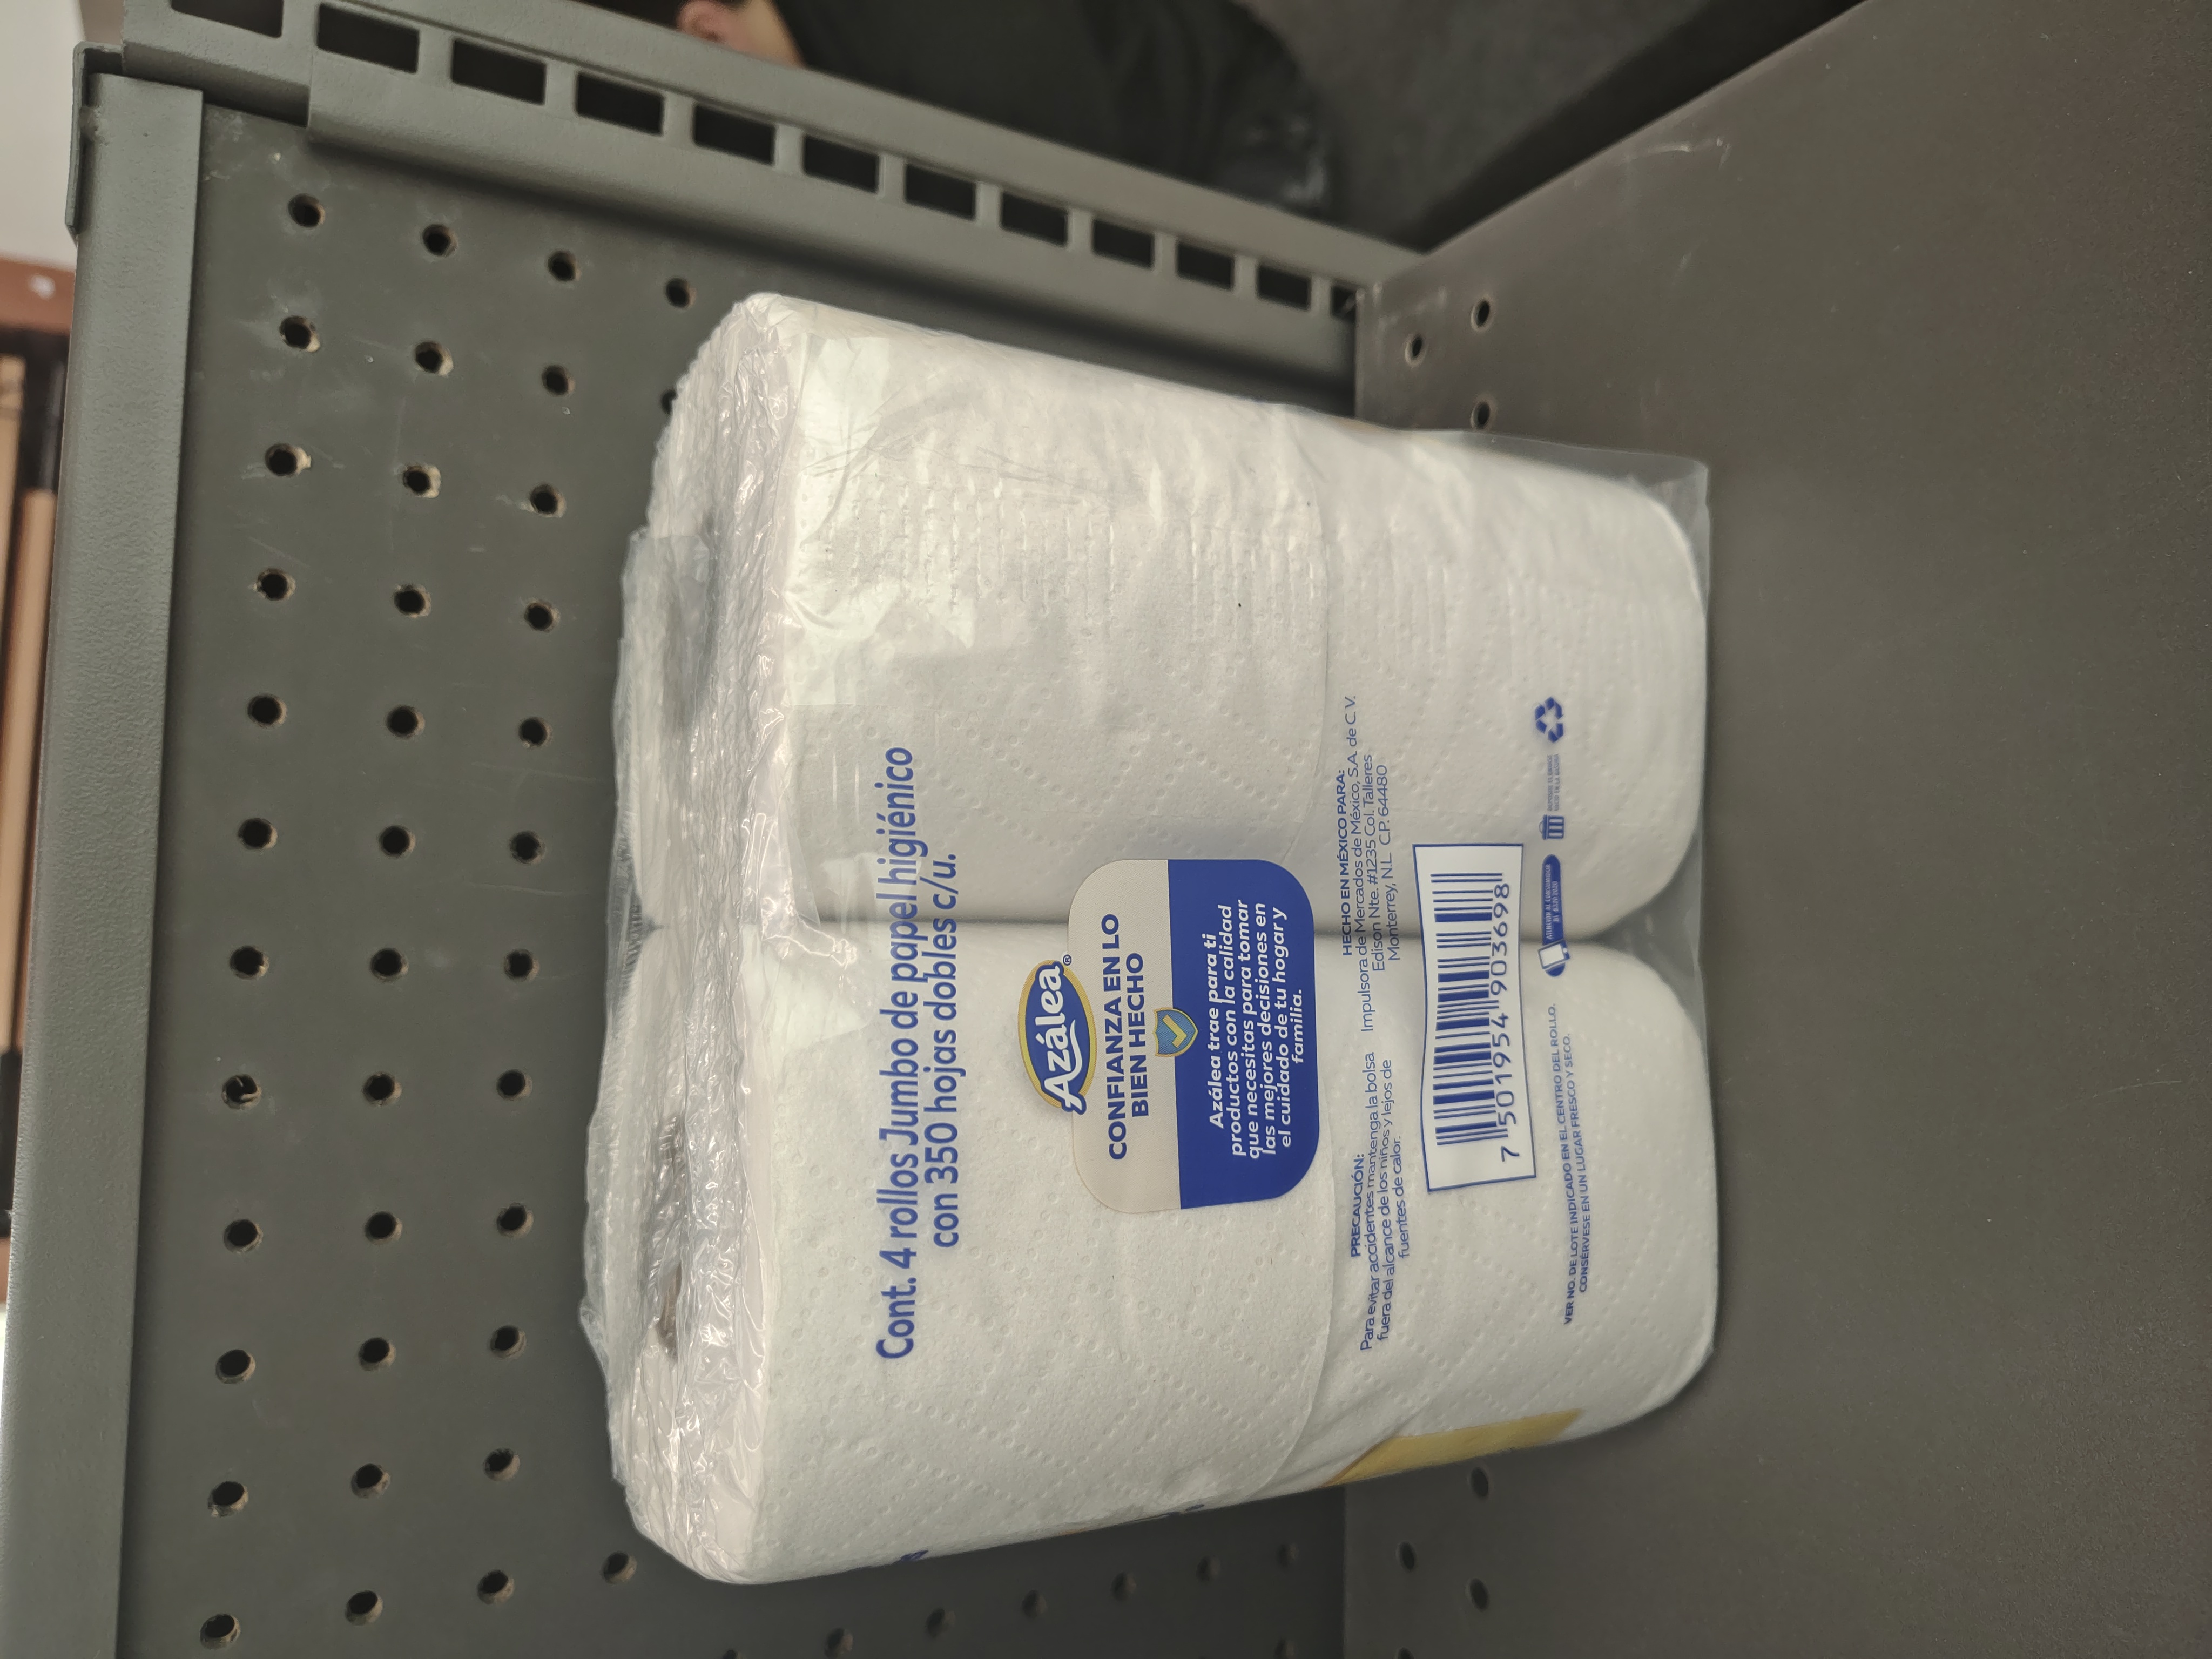 Cont. 4 rollos Jumbo de papel higiénico
con 350 hojas dobles c/u.
Azálea®
CONFIANZA EN LO
BIEN HECHO
Azálea trae para ti
productos con la calidad
que necesitas para tomar
las mejores decisiones en
el cuidado de tu hogar y
familia.
PRECAUCIÓN:
Para evitar accidentes mantenga la bolsa
fuera del alcance de los niños y lejos de
fuentes de calor.
HECHO EN MÉXICO PARA:
Impulsora de Mercados de México, S.A. de C.V.
Edison Nte. #1235 Col. Talleres
Monterrey, N.L. C.P. 64480
7 501954 903698
VER NO. DE LOTE INDICADO EN EL CENTRO DEL ROLLO.
CONSÉRVESE EN UN LUGAR FRESCO Y SECO.
ATENCIÓN AL CONSUMIDOR